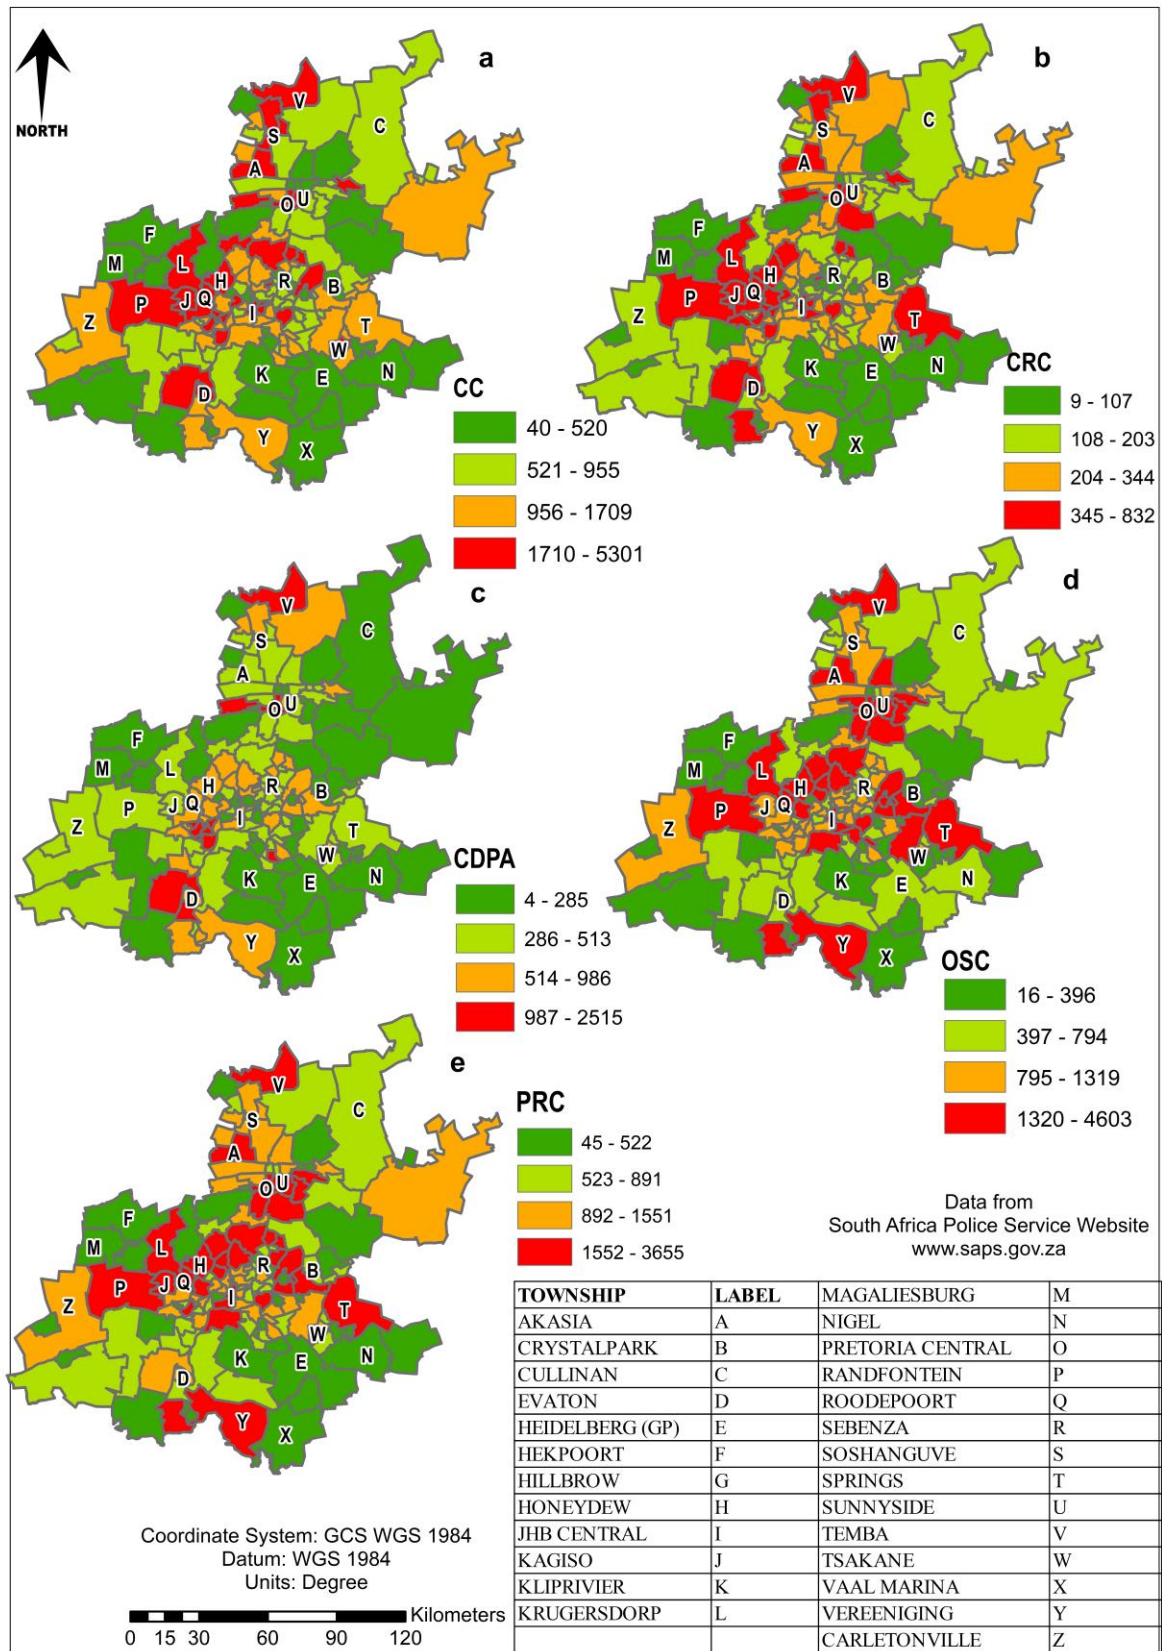 a
V
C
S
A
O U
F
M
L
H
R
B
P
J Q
I
Z
T
W
K E N
D
Y
X
NORTH
CC
40 - 520
521 - 955
956 - 1709
1710 - 5301
b
V
C
S
A
O U
F
M
L
H
R
B
P
J Q
I
Z
T
W
K E N
D
Y
X
CRC
9 - 107
108 - 203
204 - 344
345 - 832
c
V
C
S
A
O U
F
M
L
H
R
B
P
J Q
I
Z
T
W
K E N
D
Y
X
CDPA
4 - 285
286 - 513
514 - 986
987 - 2515
d
V
C
S
A
O U
F
M
L
H
R
B
P
J Q
I
Z
T
W
K E N
D
Y
X
OSC
16 - 396
397 - 794
795 - 1319
1320 - 4603
e
V
C
S
A
O U
F
M
L
H
R
B
P
J Q
I
Z
T
W
K E N
D
Y
X
PRC
45 - 522
523 - 891
892 - 1551
1552 - 3655
Data from
South Africa Police Service Website
www.saps.gov.za
Coordinate System: GCS WGS 1984
Datum: WGS 1984
Units: Degree
Kilometers
0 15 30 60 90 120
TOWNSHIP LABEL MAGALIESBURG M
AKASIA A NIGEL N
CRYSTALPARK B PRETORIA CENTRAL O
CULLINAN C RANDFONTEIN P
EVATON D ROODEPOORT Q
HEIDELBERG (GP) E SEBENZA R
HEKPOORT F SOSHANGUVE S
HILLBROW G SPRINGS T
HONEYDEW H SUNNYSIDE U
JHB CENTRAL I TEMBA V
KAGISO J TSAKANE W
KLIPRIVIER K VAAL MARINA X
KRUGERSDORP L VEREENIGING Y
CARLETONVILLE Z